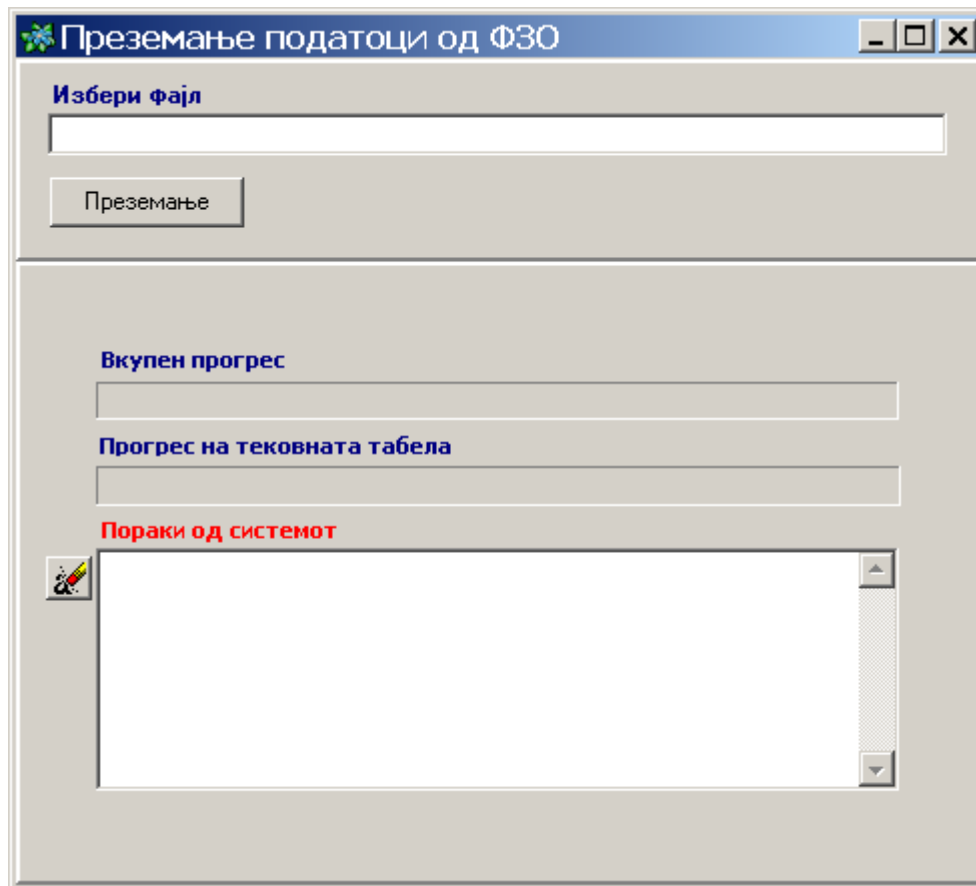 Преземање податоци од ФЗО
Избери фајл
Преземање
Вкупен прогрес
Прогрес на тековната табела
Пораки од системот